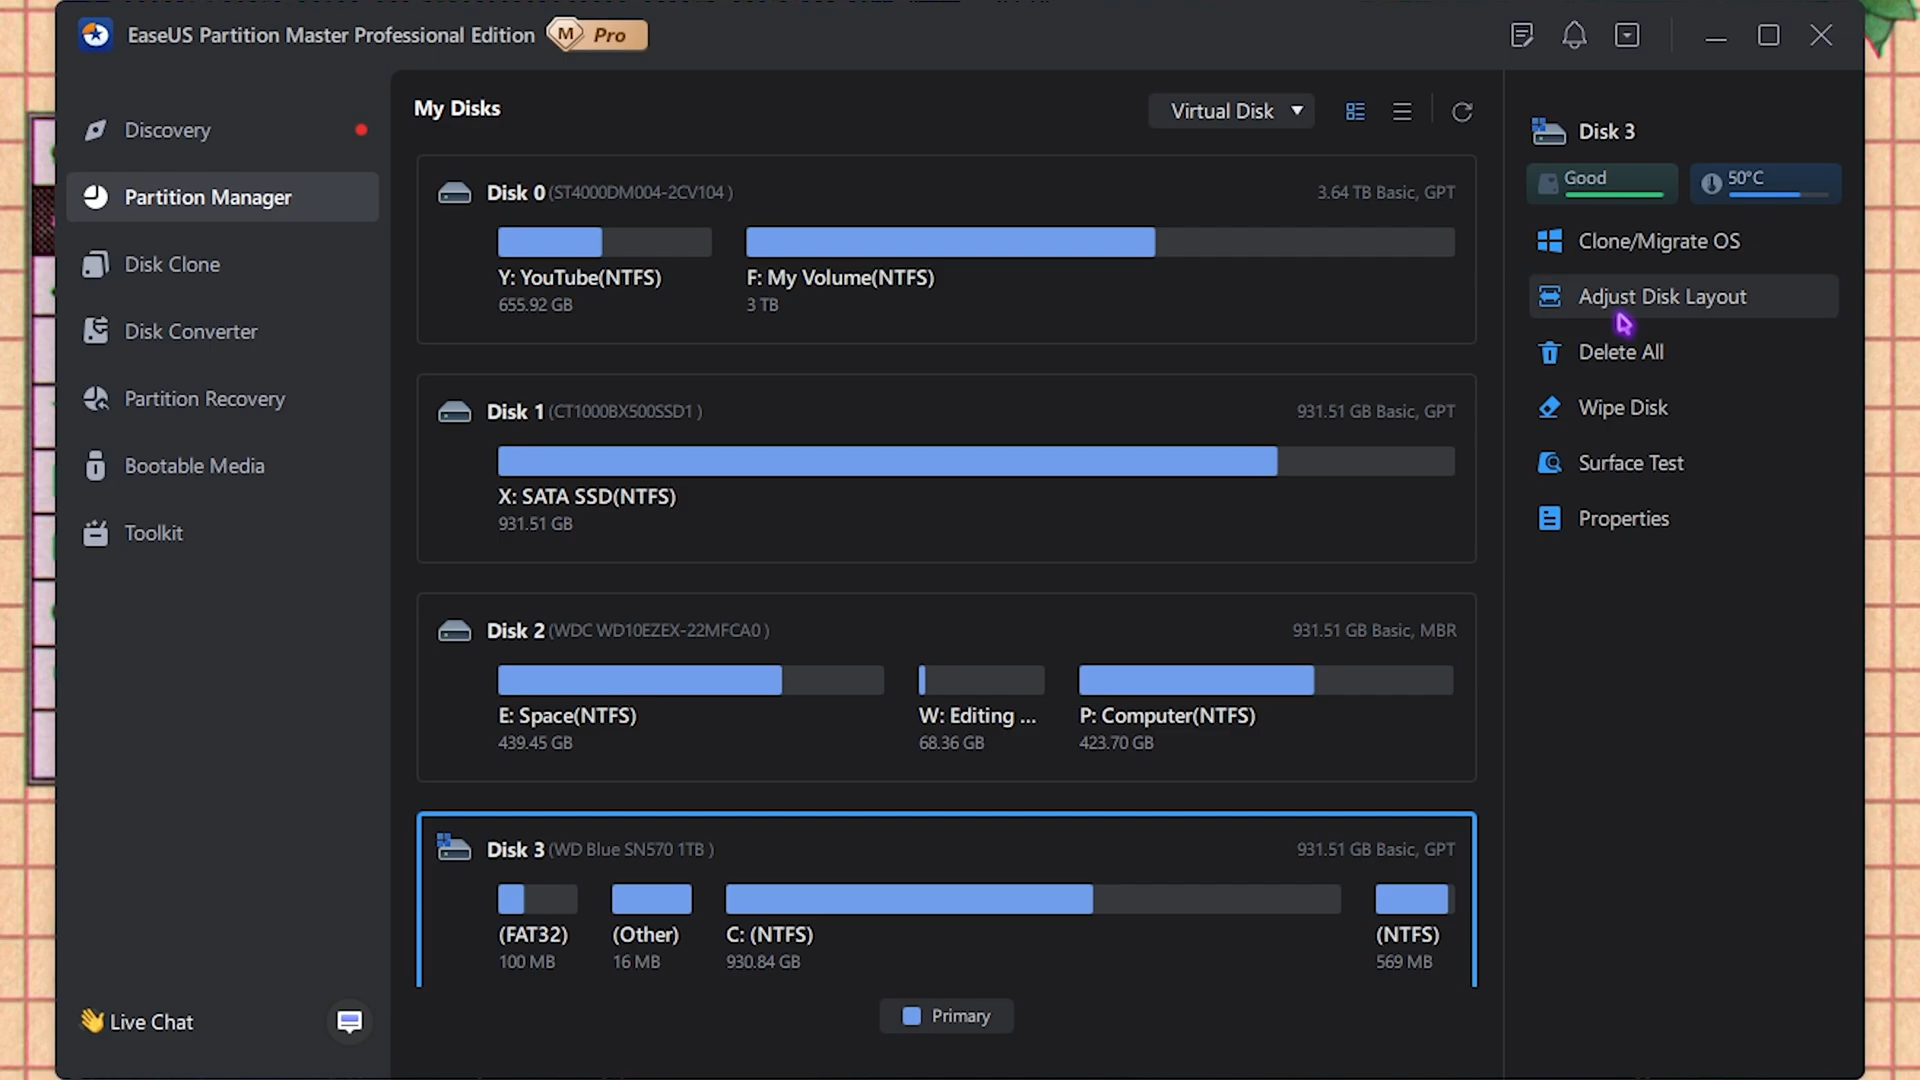 EaseUS Partition Master Professional Edition M Pro
Discovery
Partition Manager
Disk Clone
Disk Converter
Partition Recovery
Bootable Media
Toolkit
👋 Live Chat
My Disks
Virtual Disk
Disk 0 (ST4000DM004-2CV104 )
3.64 TB Basic, GPT
Y: YouTube(NTFS)
655.92 GB
F: My Volume(NTFS)
3 TB
Disk 1 (CT1000BX500SSD1 )
931.51 GB Basic, GPT
X: SATA SSD(NTFS)
931.51 GB
Disk 2 (WDC WD10EZEX-22MFCA0 )
931.51 GB Basic, MBR
E: Space(NTFS)
439.45 GB
W: Editing ...
68.36 GB
P: Computer(NTFS)
423.70 GB
Disk 3 (WD Blue SN570 1TB )
931.51 GB Basic, GPT
(FAT32)
100 MB
(Other)
16 MB
C: (NTFS)
930.84 GB
(NTFS)
569 MB
Primary
Disk 3
Good
50°C
Clone/Migrate OS
Adjust Disk Layout
Delete All
Wipe Disk
Surface Test
Properties